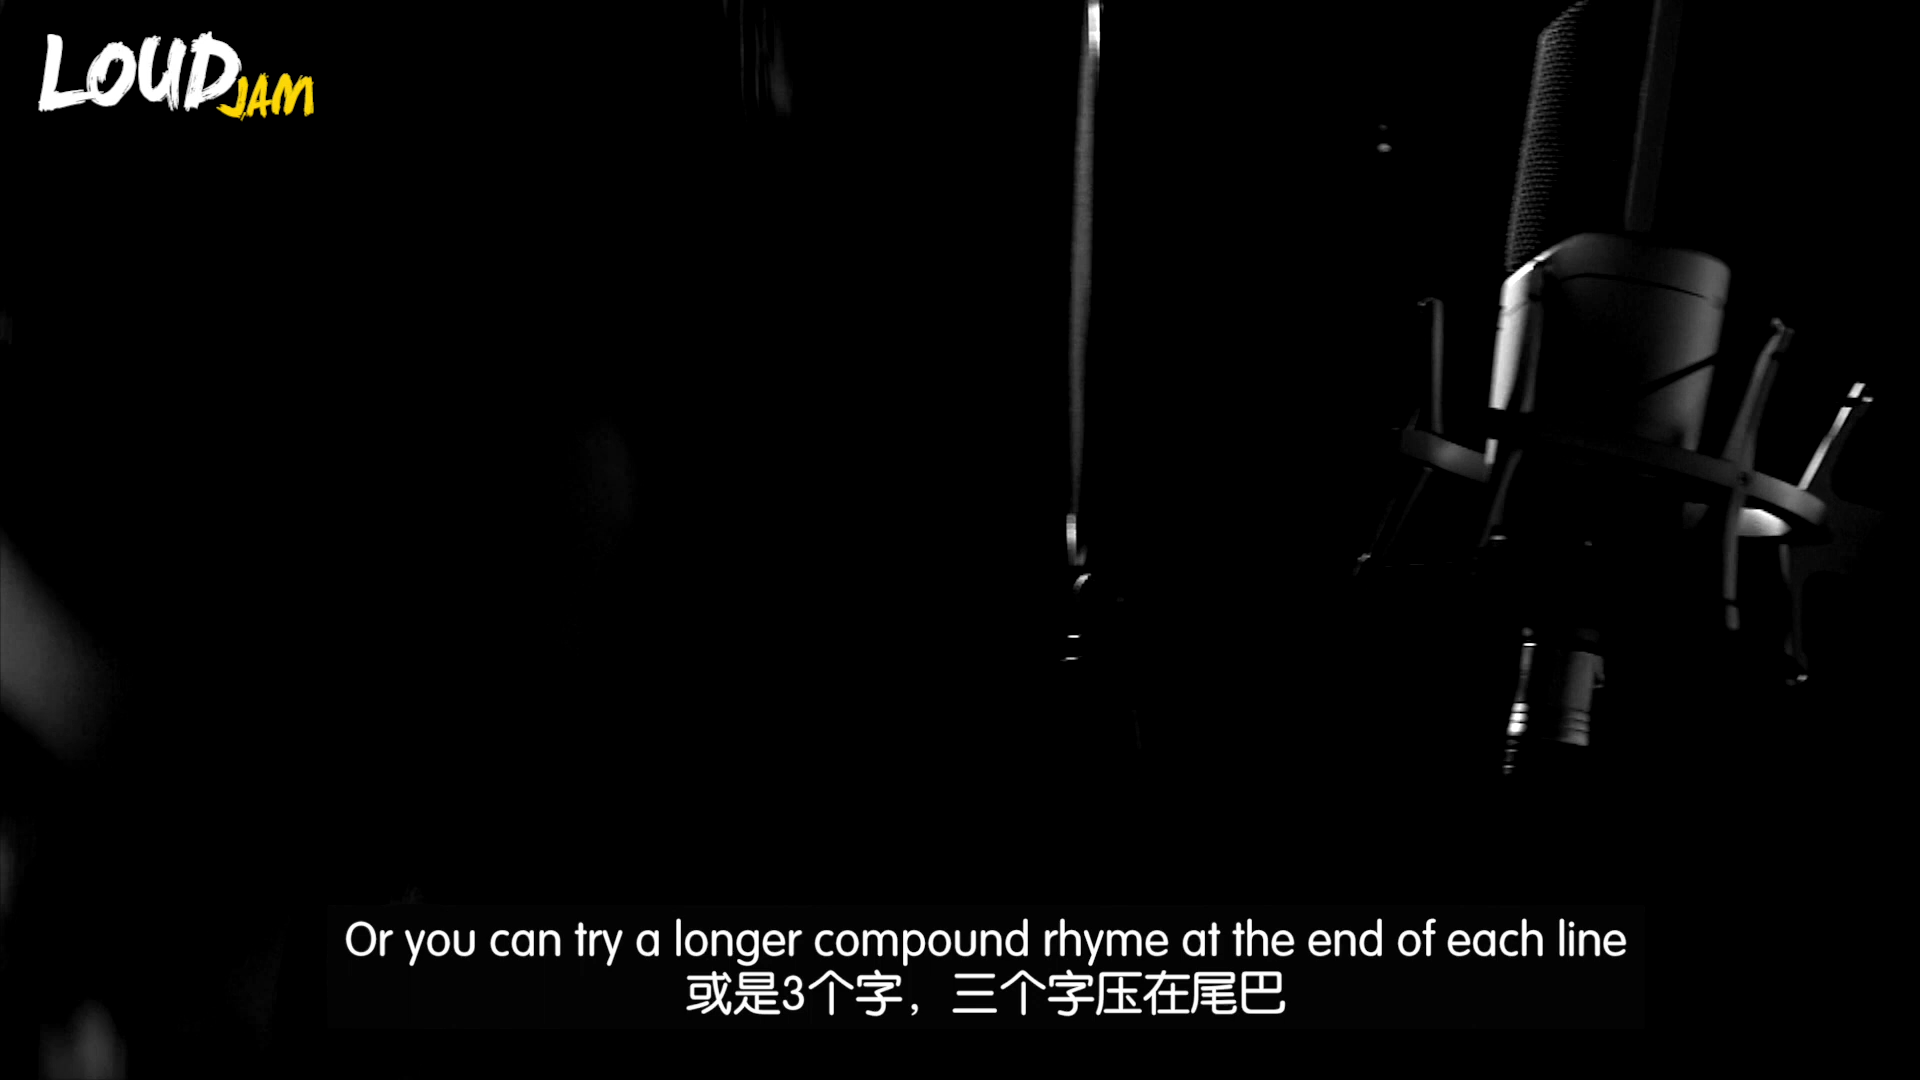 LOUD JAM
Or you can try a longer compound rhyme at the end of each line
或是3个字，三个字压在尾巴